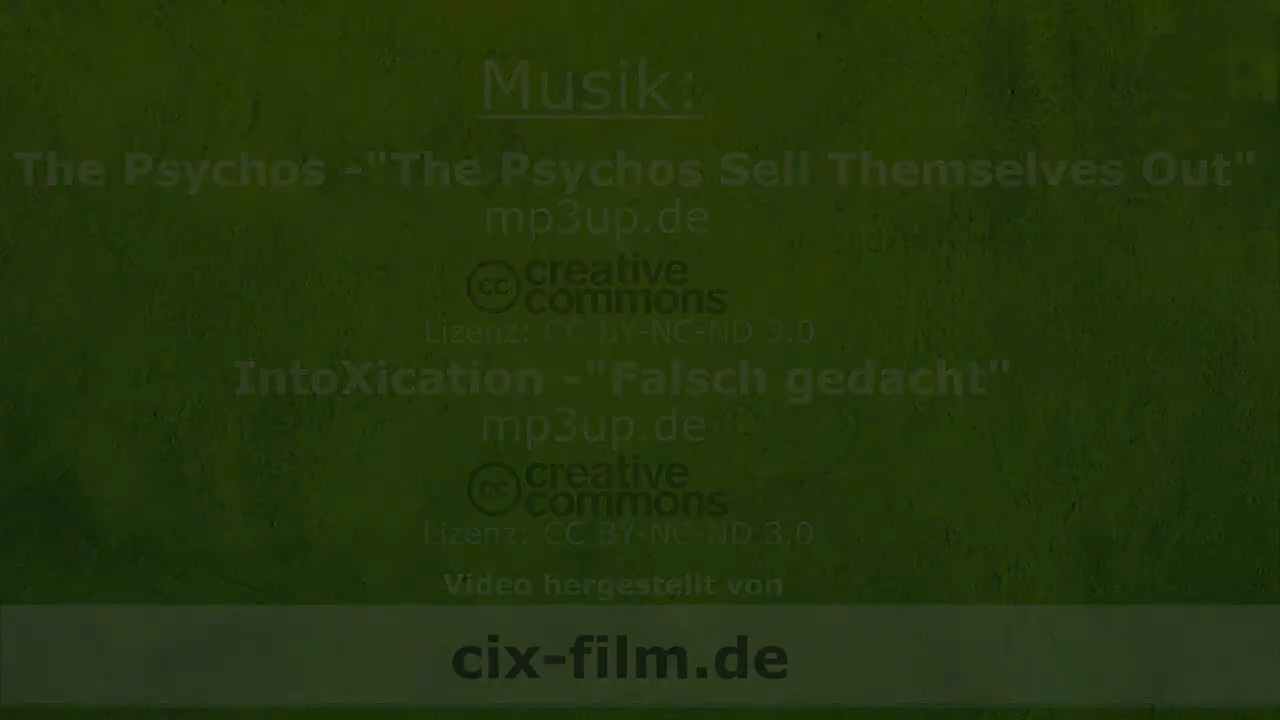 Musik:
The Psychos -"The Psychos Sell Themselves Out"
mp3up.de
cc creative commons
Lizenz: CC BY-NC-ND 3.0
IntoXication -"Falsch gedacht"
mp3up.de
cc creative commons
Lizenz: CC BY-NC-ND 3.0
Video hergestellt von
cix-film.de